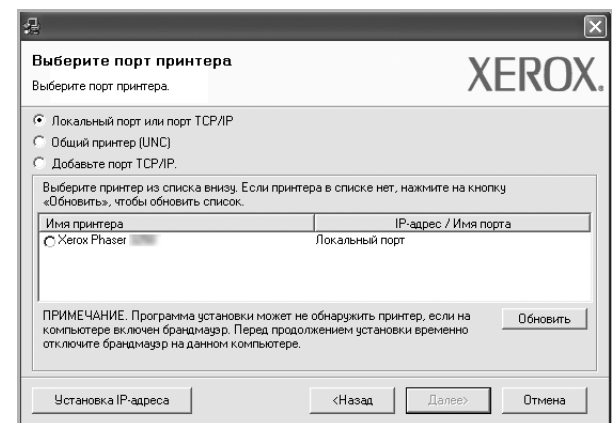 Выберите порт принтера
Выберите порт принтера.
XEROX.
Локальный порт или порт TCP/IP
Общий принтер (UNC)
Добавьте порт TCP/IP.
Выберите принтер из списка внизу. Если принтера в списке нет, нажмите на кнопку
«Обновить», чтобы обновить список.
Имя принтера IP-адрес / Имя порта
Xerox Phaser Локальный порт
ПРИМЕЧАНИЕ. Программа установки может не обнаружить принтер, если на
компьютере включен брандмауэр. Перед продолжением установки временно
отключите брандмауэр на данном компьютере.
Обновить
Установка IP-адреса <Назад Далее> Отмена